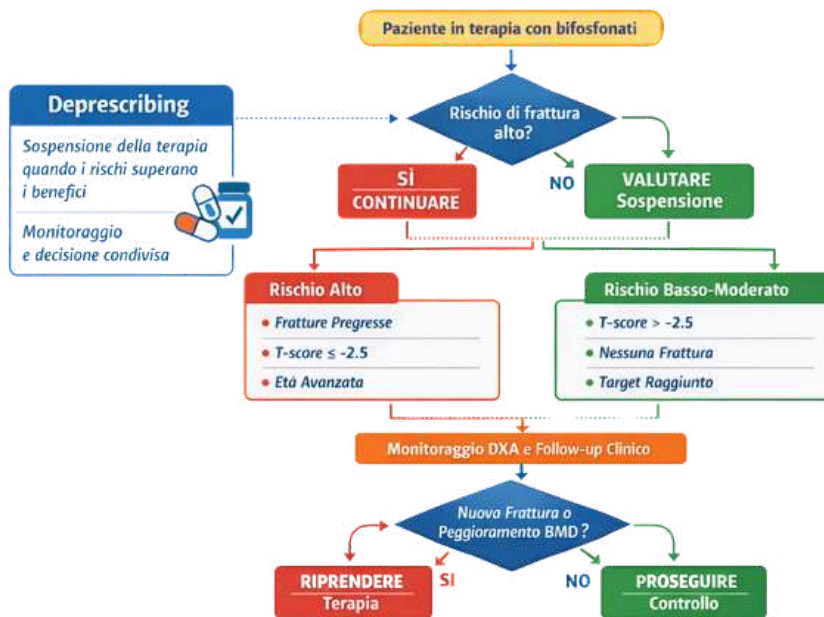 Paziente in terapia con bifosfonati
Deprescribing
Sospensione della terapia
quando i rischi superano
i benefici
Monitoraggio
e decisione condivisa
Rischio di frattura
alto?
SÌ
CONTINUARE
NO
VALUTARE
Sospensione
Rischio Alto
• Fratture Pregresse
• T-score ≤ -2.5
• Età Avanzata
Rischio Basso-Moderato
• T-score > -2.5
• Nessuna Frattura
• Target Raggiunto
Monitoraggio DXA e Follow-up Clinico
Nuova Frattura o
Peggioramento BMD?
RIPRENDERE
Terapia
SI
NO
PROSEGUIRE
Controllo